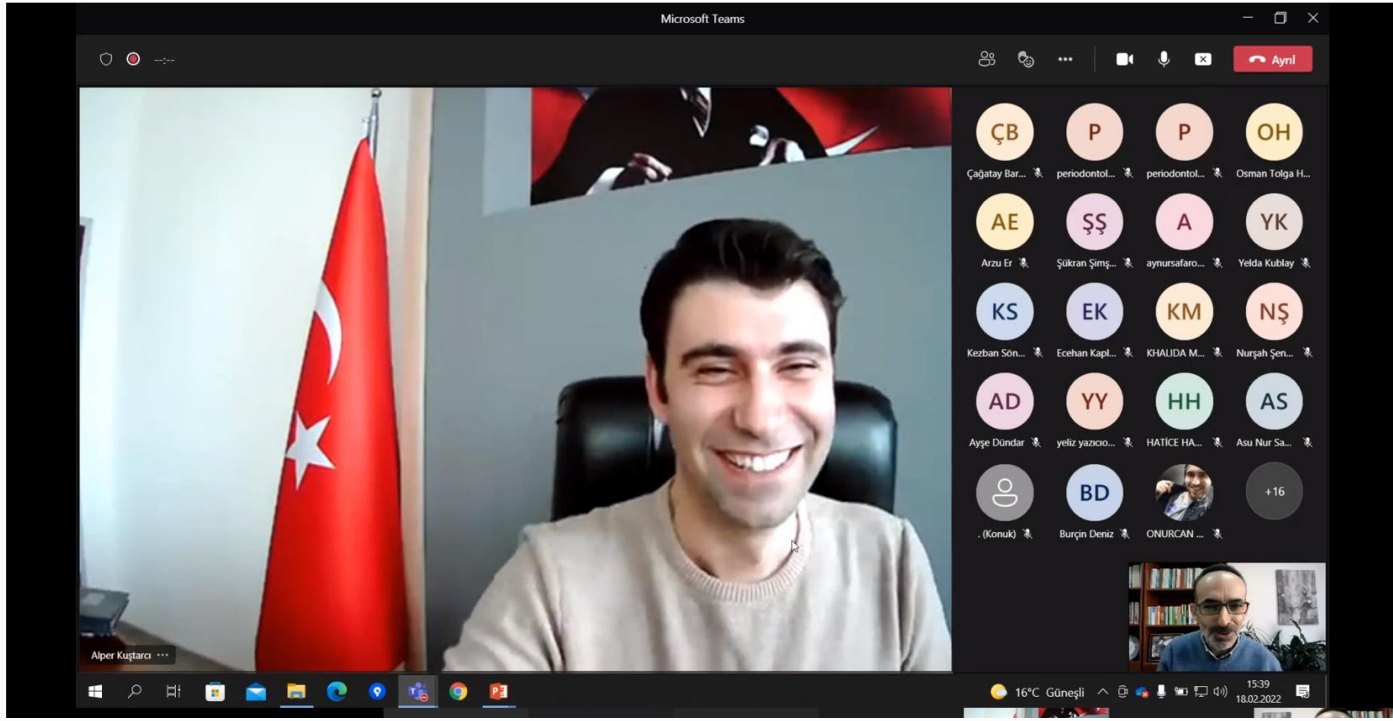 Microsoft Teams
--:--
Ayrıl
ÇB P P OH
Çağatay Bar... periodontol... periodontol... Osman Tolga H...
AE ŞŞ A YK
Arzu Er Şükran Şimş... aynursafaro... Yelda Kublay
KS EK KM NŞ
Kezban Sön... Ecehan Kapl... KHALIDA M... Nurşah Şen...
AD YY HH AS
Ayşe Dündar yeliz yazıcıo... HATİCE HA... Asu Nur Sa...
BD +16
. (Konuk) Burçin Deniz ONURCAN ...
Alper Kuştarcı ...
16°C Güneşli
15:39
18.02.2022